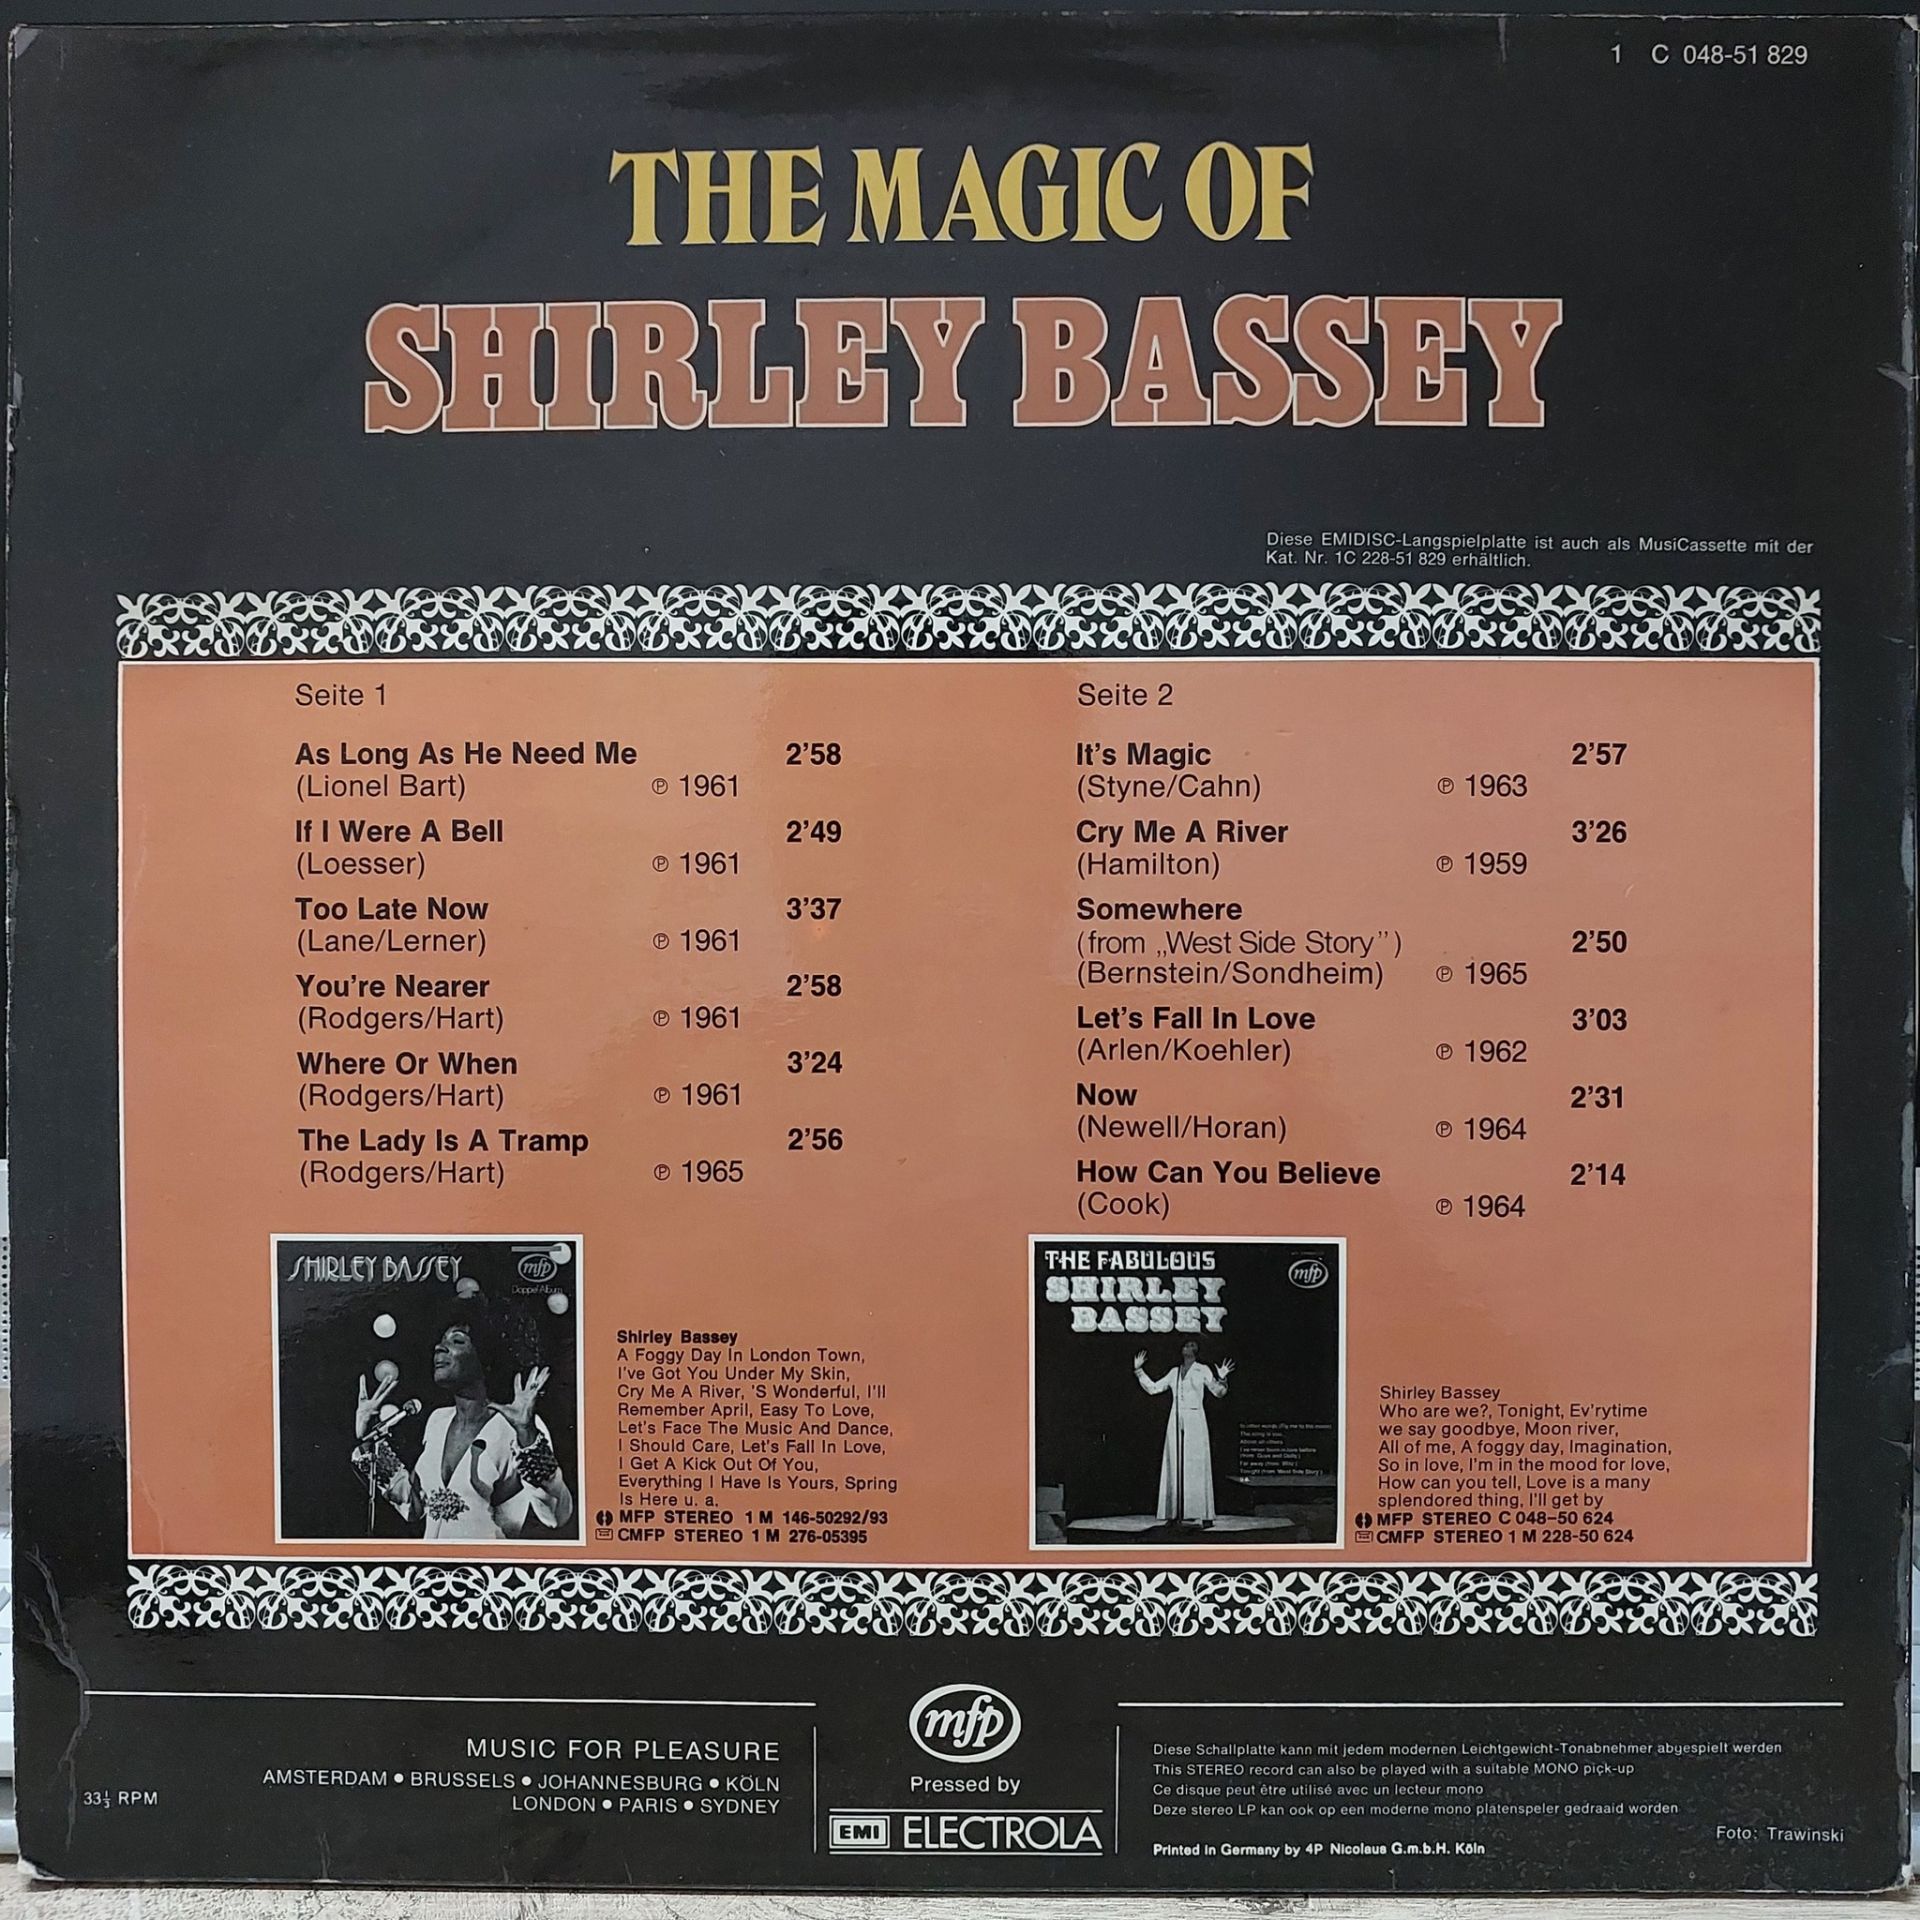 1 C 048-51 829
THE MAGIC OF
SHIRLEY BASSEY
Diese EMIDISC-Langspielplatte ist auch als MusiCassette mit der
Kat. Nr. 1C 228-51 829 erhältlich.
Seite 1
As Long As He Need Me 2’58
(Lionel Bart) ℗ 1961
If I Were A Bell 2’49
(Loesser) ℗ 1961
Too Late Now 3’37
(Lane/Lerner) ℗ 1961
You’re Nearer 2’58
(Rodgers/Hart) ℗ 1961
Where Or When 3’24
(Rodgers/Hart) ℗ 1961
The Lady Is A Tramp 2’56
(Rodgers/Hart) ℗ 1965
Seite 2
It’s Magic 2’57
(Styne/Cahn) ℗ 1963
Cry Me A River 3’26
(Hamilton) ℗ 1959
Somewhere
(from „West Side Story”) 2’50
(Bernstein/Sondheim) ℗ 1965
Let’s Fall In Love 3’03
(Arlen/Koehler) ℗ 1962
Now 2’31
(Newell/Horan) ℗ 1964
How Can You Believe 2’14
(Cook) ℗ 1964
SHIRLEY BASSEY
mfp
Doppel-Album
Shirley Bassey
A Foggy Day In London Town,
I’ve Got You Under My Skin,
Cry Me A River, ’S Wonderful, I’ll
Remember April, Easy To Love,
Let’s Face The Music And Dance,
I Should Care, Let’s Fall In Love,
I Get A Kick Out Of You,
Everything I Have Is Yours, Spring
Is Here u. a.
MFP STEREO 1 M 146-50292/93
CMFP STEREO 1 M 276-05395
THE FABULOUS
SHIRLEY
BASSEY
mfp
Shirley Bassey
Who are we?, Tonight, Ev’rytime
we say goodbye, Moon river,
All of me, A foggy day, Imagination,
So in love, I’m in the mood for love,
How can you tell, Love is a many
splendored thing, I’ll get by
MFP STEREO C 048–50 624
CMFP STEREO 1 M 228-50 624
33⅓ RPM
MUSIC FOR PLEASURE
AMSTERDAM ● BRUSSELS ● JOHANNESBURG ● KÖLN
LONDON ● PARIS ● SYDNEY
mfp
Pressed by
EMI ELECTROLA
Diese Schallplatte kann mit jedem modernen Leichtgewicht-Tonabnehmer abgespielt werden
This STEREO record can also be played with a suitable MONO pick-up
Ce disque peut être utilisé avec un lecteur mono
Deze stereo LP kan ook op een moderne mono platenspeler gedraaid worden
Printed in Germany by 4P Nicolaus G.m.b.H. Köln
Foto: Trawinski